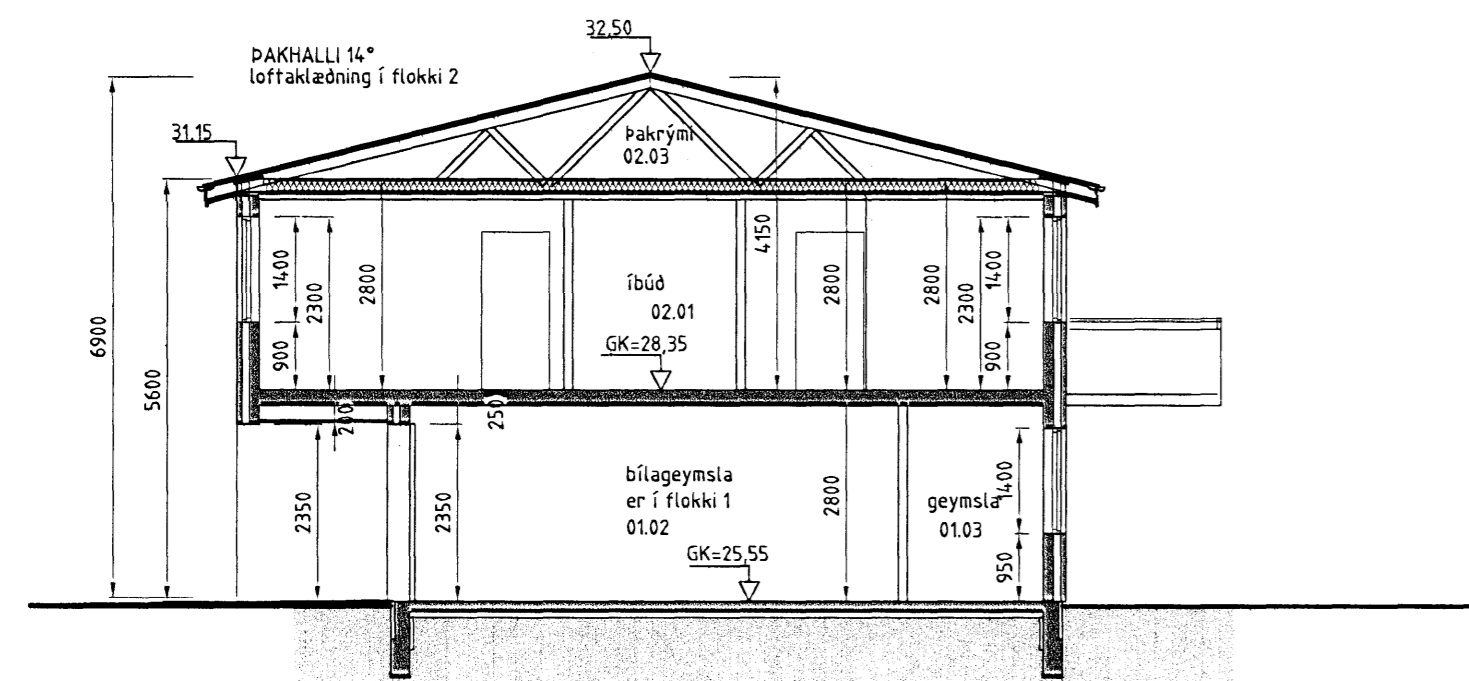 32,50
ÞAKHALLI 14°
loftaklæðning í flokki 2
31.15
þakrými
02.03
6900
5600
1400
2300
2800
900
4150
2800
2800
2300
1400
900
íbúð
02.01
GK=28,35
200
250
2350
2350
bílageymsla
er í flokki 1
01.02
2800
geymsla
01.03
1400
950
GK=25,55